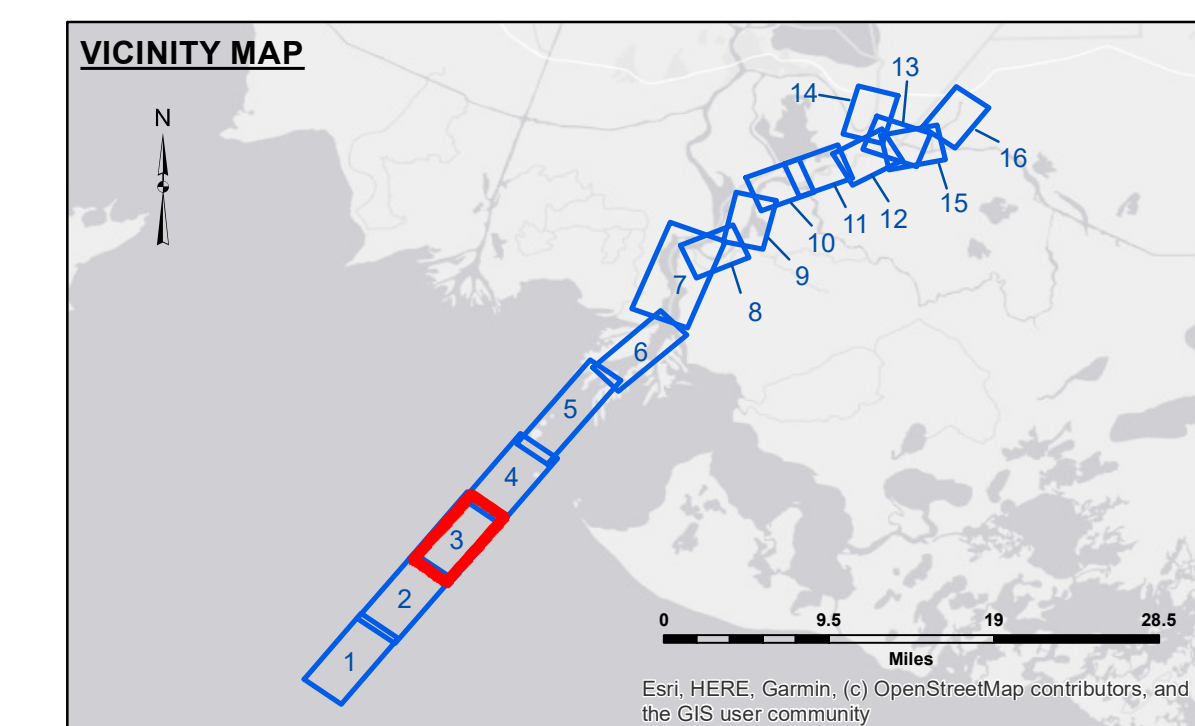 VICINITY MAP
N
13
14
16
15
12
11
10
9
8
7
6
5
4
3
2
1
0 9.5 19 28.5
Miles
Esri, HERE, Garmin, (c) OpenStreetMap contributors, and
the GIS user community